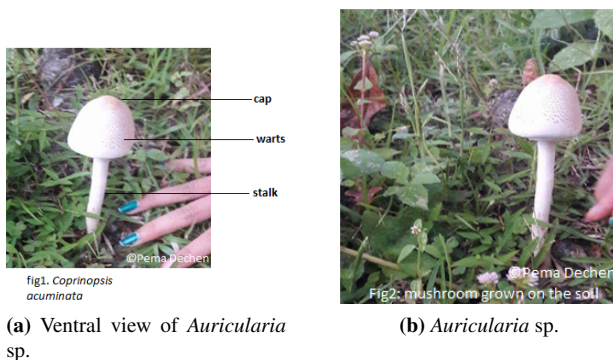 cap
warts
stalk
©Pema Dechen
fig1. Coprinopsis
acuminata
(a) Ventral view of Auricularia
sp.
©Pema Dechen
Fig2: mushroom grown on the soil
(b) Auricularia sp.